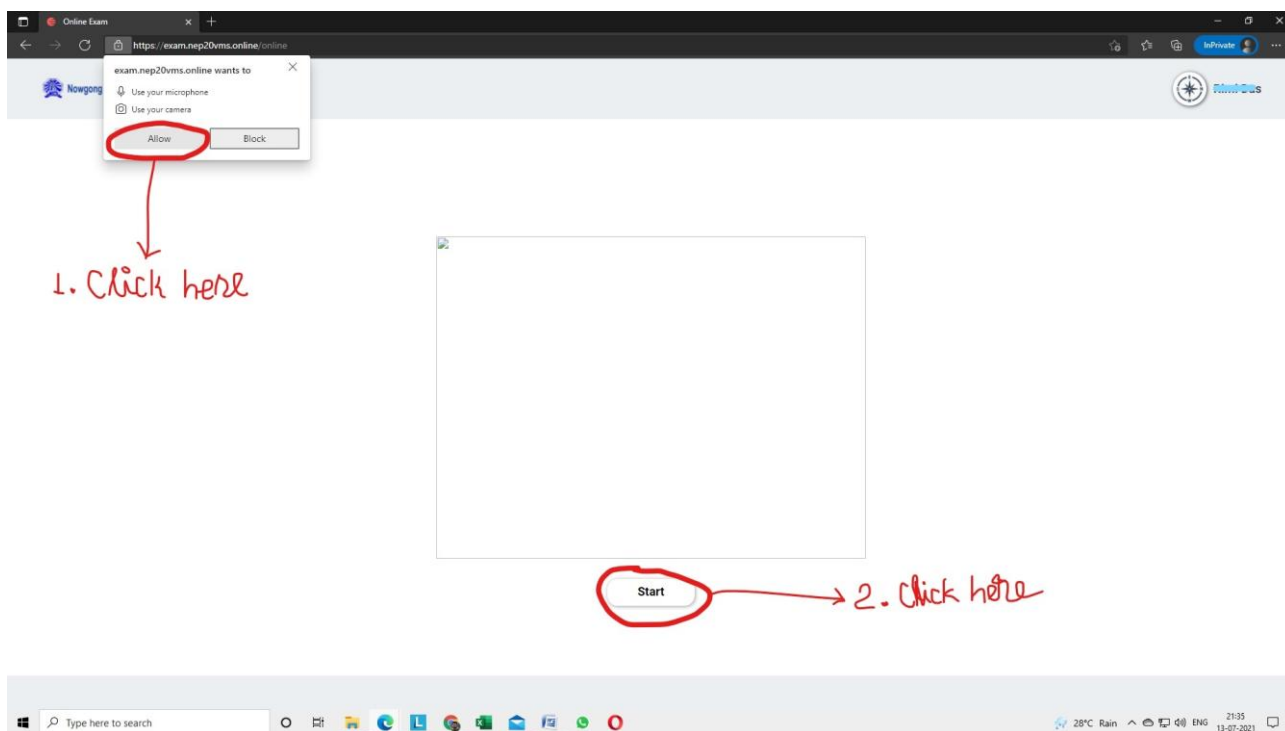 Online Exam
https://exam.nep20vms.online/online
InPrivate
exam.nep20vms.online wants to
Use your microphone
Use your camera
Allow
Block
Nowgong
1. Click here
Start
2. Click here
Type here to search
28°C Rain
ENG
21:35
13-07-2021